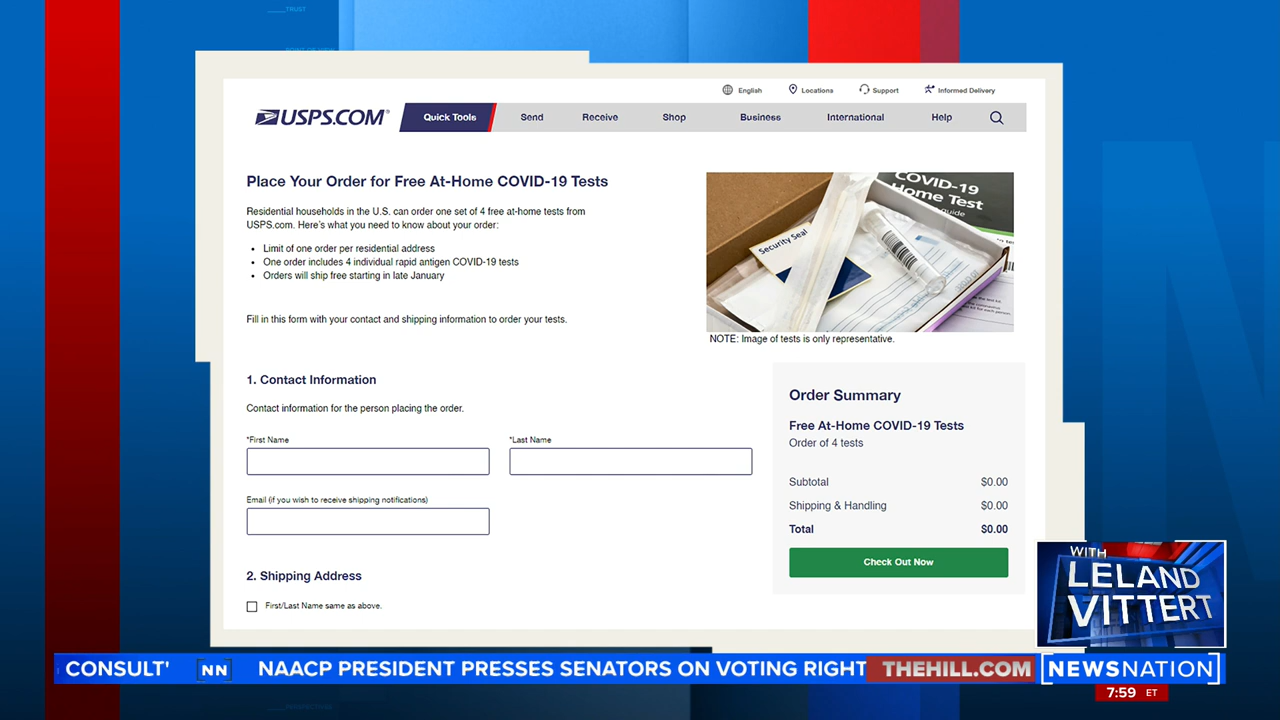 TRUST
English
Locations
Support
Informed Delivery
USPS.COM®
Quick Tools
Send
Receive
Shop
Business
International
Help
Place Your Order for Free At-Home COVID-19 Tests
Residential households in the U.S. can order one set of 4 free at-home tests from
USPS.com. Here's what you need to know about your order:
• Limit of one order per residential address
• One order includes 4 individual rapid antigen COVID-19 tests
• Orders will ship free starting in late January
Fill in this form with your contact and shipping information to order your tests.
COVID-19
Home Test
guide
Security Seal
NOTE: Image of tests is only representative.
1. Contact Information
Contact information for the person placing the order.
*First Name
*Last Name
Email (if you wish to receive shipping notifications)
2. Shipping Address
First/Last Name same as above.
Order Summary
Free At-Home COVID-19 Tests
Order of 4 tests
Subtotal $0.00
Shipping & Handling $0.00
Total $0.00
Check Out Now
WITH
LELAND
VITTERT
CONSULT' NN NAACP PRESIDENT PRESSES SENATORS ON VOTING RIGHT THEHILL.COM NEWSNATION
7:59 ET